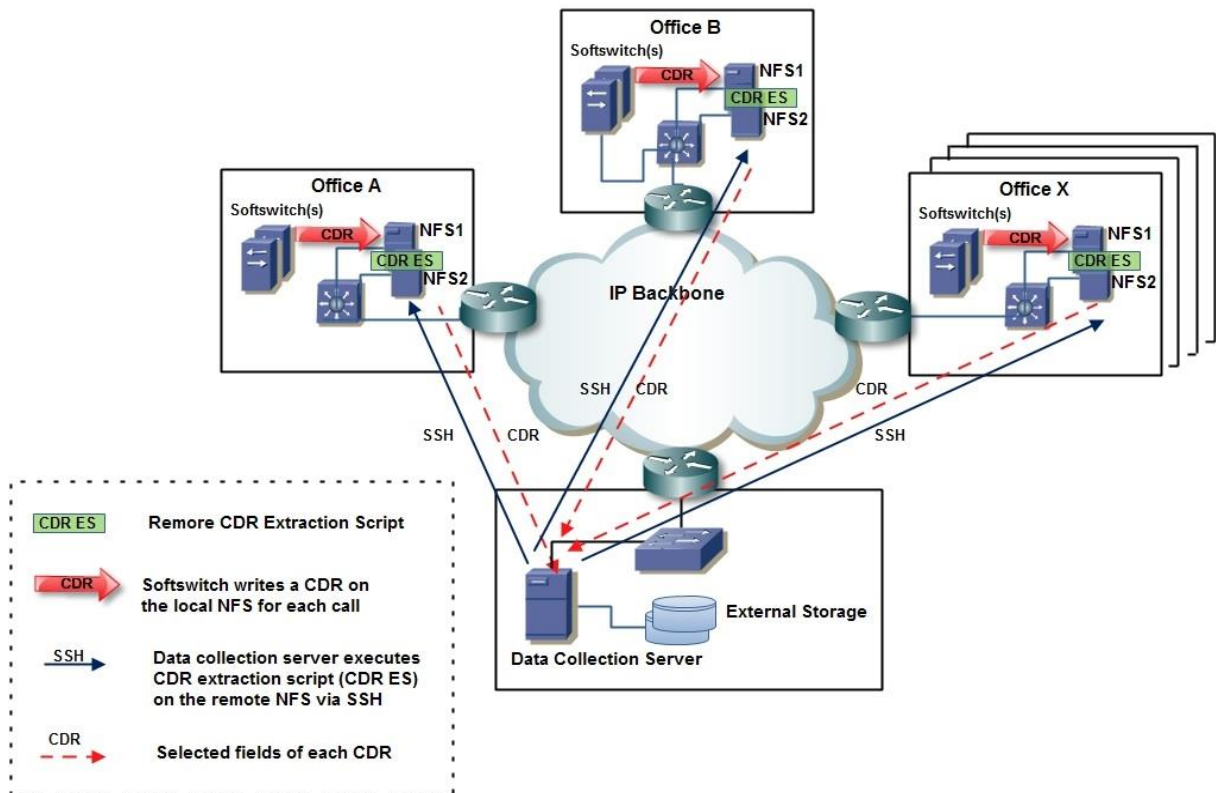 Office B
Softswitch(s)
CDR
NFS1
CDR ES
NFS2
Office A
Softswitch(s)
CDR
NFS1
CDR ES
NFS2
Office X
Softswitch(s)
CDR
NFS1
CDR ES
NFS2
IP Backbone
SSH
CDR
CDR
SSH
SSH
CDR
External Storage
Data Collection Server
CDR ES
Remore CDR Extraction Script
CDR
Softswitch writes a CDR on
the local NFS for each call
SSH
Data collection server executes
CDR extraction script (CDR ES)
on the remote NFS via SSH
CDR
Selected fields of each CDR